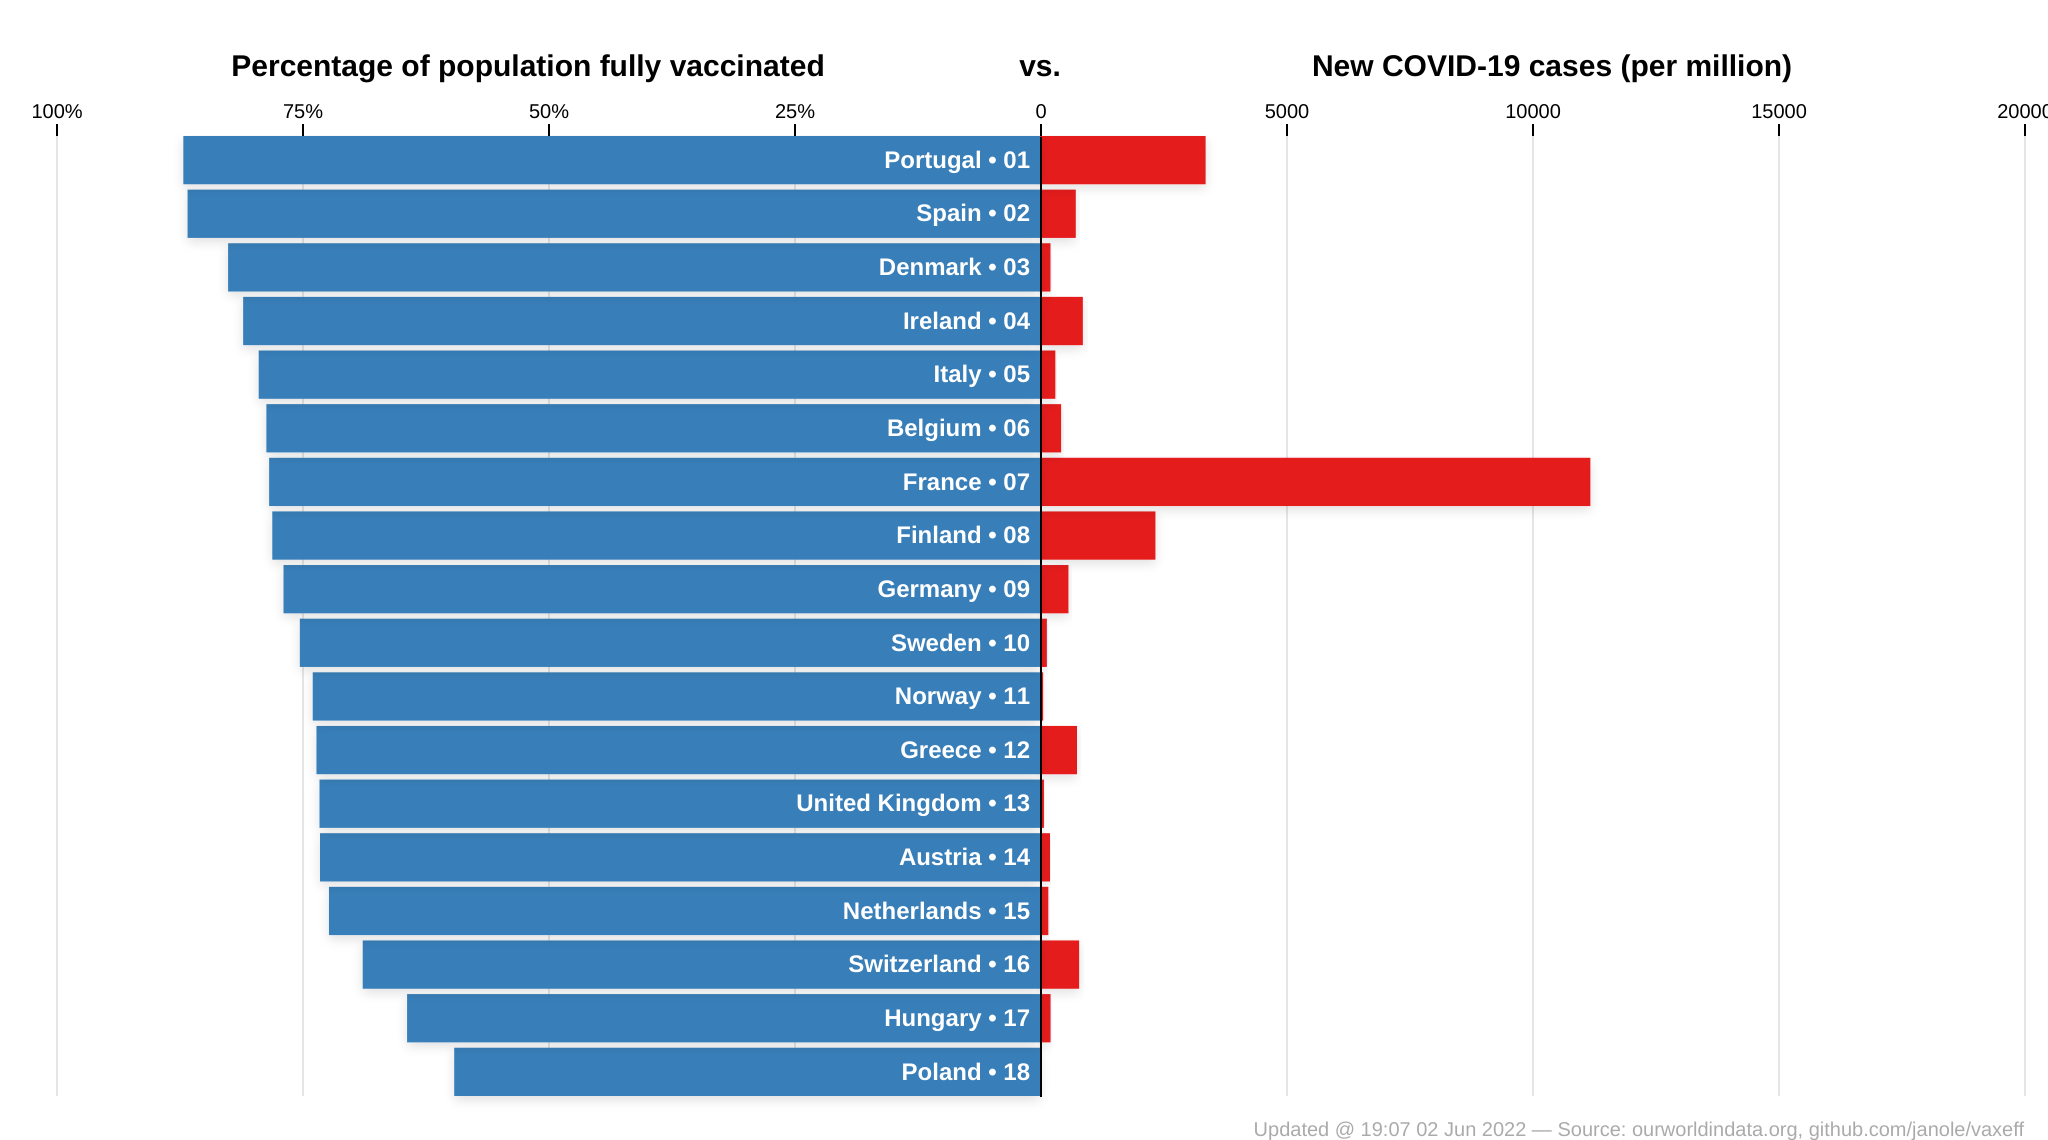 Percentage of population fully vaccinated vs. New COVID-19 cases (per million)
100% 75% 50% 25% 0 5000 10000 15000 20000
Portugal • 01
Spain • 02
Denmark • 03
Ireland • 04
Italy • 05
Belgium • 06
France • 07
Finland • 08
Germany • 09
Sweden • 10
Norway • 11
Greece • 12
United Kingdom • 13
Austria • 14
Netherlands • 15
Switzerland • 16
Hungary • 17
Poland • 18
Updated @ 19:07 02 Jun 2022 — Source: ourworldindata.org, github.com/janole/vaxeff